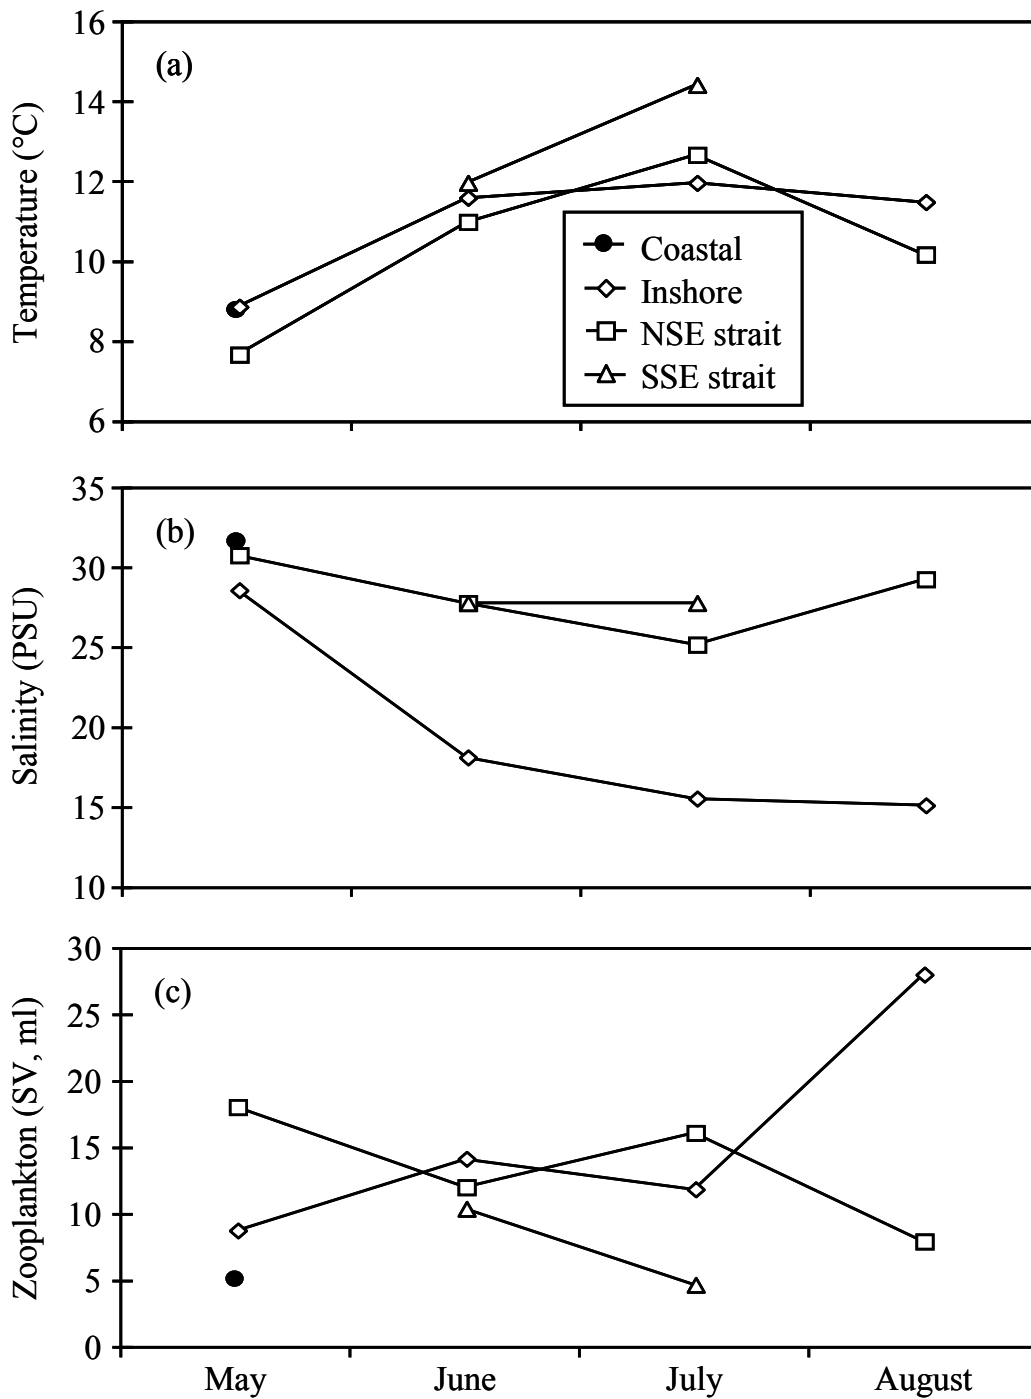 16
14
12
10
8
6
Temperature (°C)
(a)
Coastal
Inshore
NSE strait
SSE strait
35
30
25
20
15
10
Salinity (PSU)
(b)
30
25
20
15
10
5
0
Zooplankton (SV, ml)
(c)
May June July August